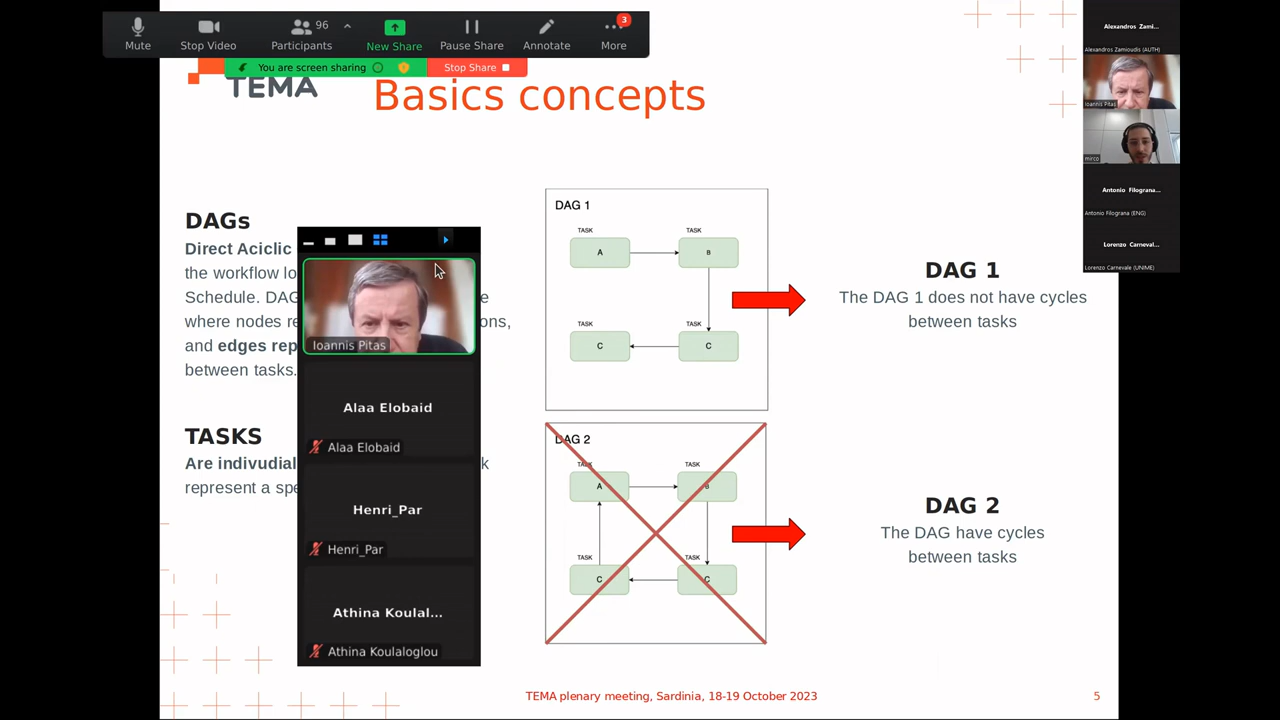 Mute
Stop Video
96
Participants
New Share
Pause Share
Annotate
3
More
You are screen sharing
Stop Share
TEMA
Basics concepts
Alexandros Zami...
Alexandros Zamioudis (AUTH)
Ioannis Pitas
mirco
Antonio Filograna...
Antonio Filograna (ENG)
Lorenzo Carneval...
Lorenzo Carnevale (UNIME)
DAGs
Direct Aciclic
the workflow lo
Schedule. DAG e
where nodes re ons,
and edges rep
between tasks.
TASKS
Are indivudial k
represent a spe
Ioannis Pitas
Alaa Elobaid
Alaa Elobaid
Henri_Par
Henri_Par
Athina Koulal...
Athina Koulaloglou
DAG 1
TASK
TASK
A
B
TASK
TASK
C
C
DAG 2
TASK
TASK
A
B
TASK
TASK
C
C
DAG 1
The DAG 1 does not have cycles
between tasks
DAG 2
The DAG have cycles
between tasks
TEMA plenary meeting, Sardinia, 18-19 October 2023
5